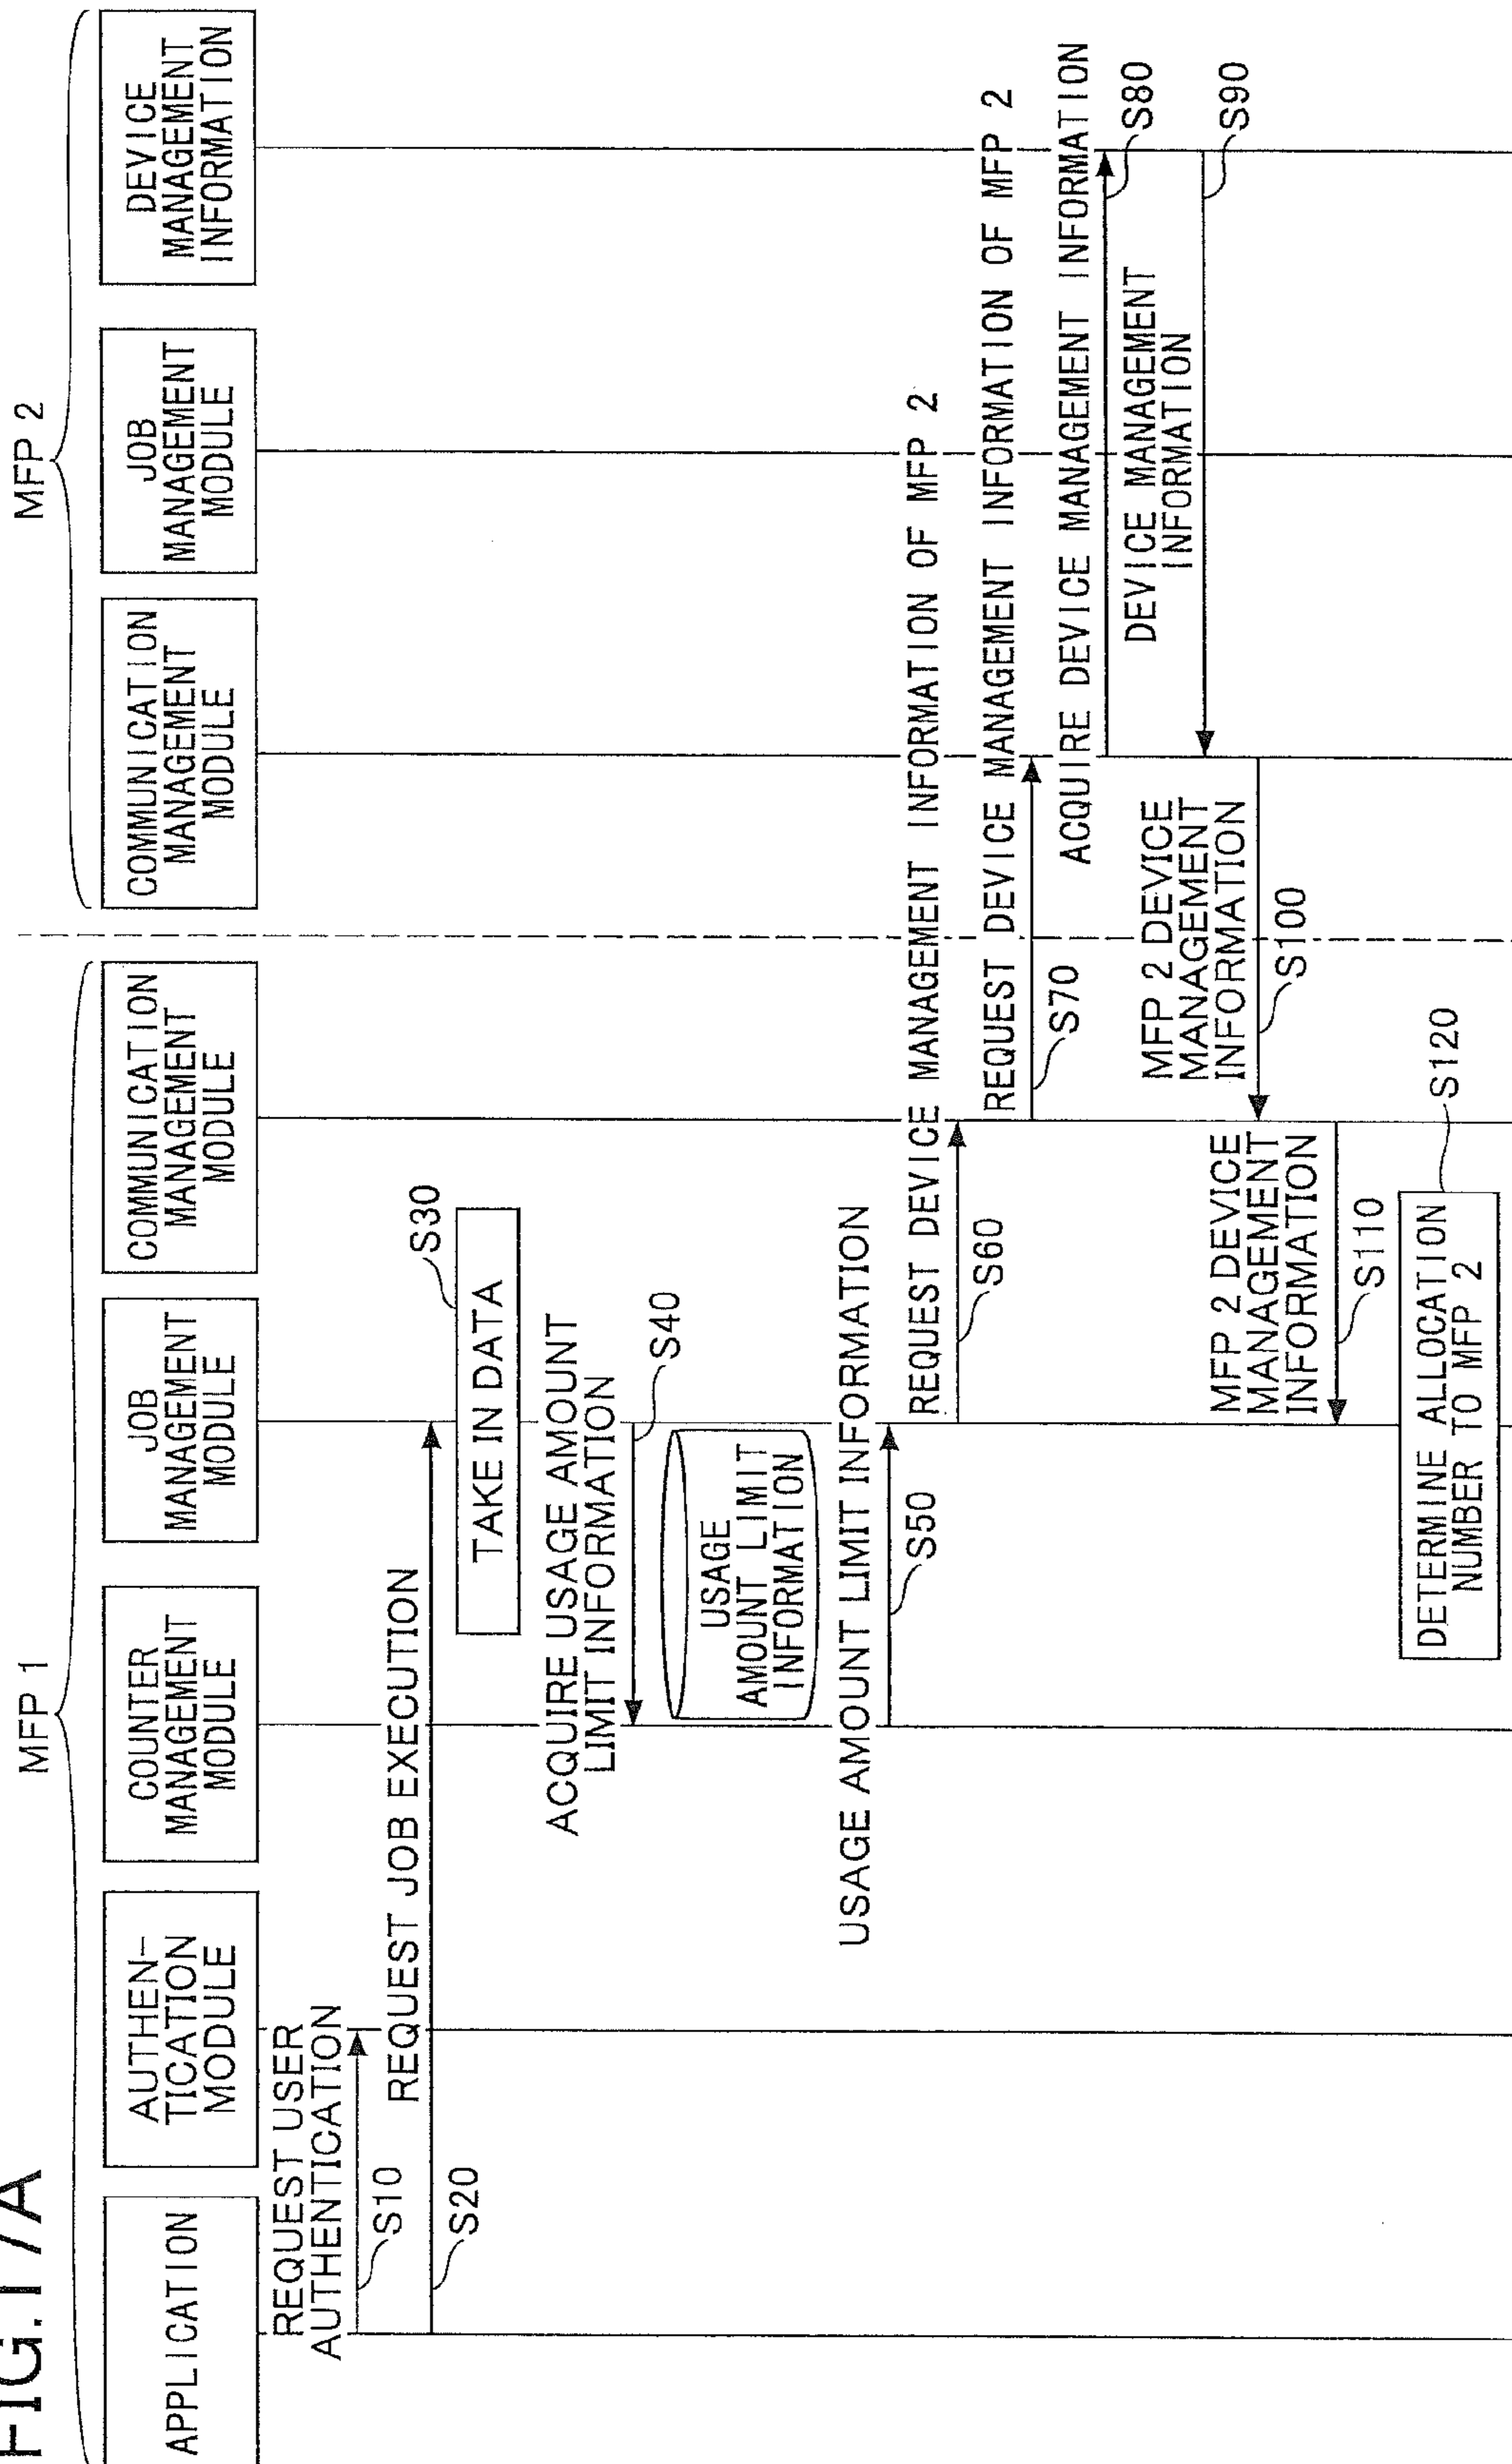 FIG.17A
MFP 1
MFP 2
APPLICATION
AUTHEN-
TICATION
MODULE
COUNTER
MANAGEMENT
MODULE
JOB
MANAGEMENT
MODULE
COMMUNICATION
MANAGEMENT
MODULE
COMMUNICATION
MANAGEMENT
MODULE
JOB
MANAGEMENT
MODULE
DEVICE
MANAGEMENT
INFORMATION
REQUEST USER
AUTHENTICATION
S10
REQUEST JOB EXECUTION
S20
S30
TAKE IN DATA
ACQUIRE USAGE AMOUNT
LIMIT INFORMATION
S40
USAGE
AMOUNT LIMIT
INFORMATION
USAGE AMOUNT LIMIT INFORMATION
S50
REQUEST DEVICE MANAGEMENT INFORMATION OF MFP 2
S60
REQUEST DEVICE MANAGEMENT INFORMATION OF MFP 2
S70
ACQUIRE DEVICE MANAGEMENT INFORMATION
S80
DEVICE MANAGEMENT
INFORMATION
S90
MFP 2 DEVICE
MANAGEMENT
INFORMATION
S100
MFP 2 DEVICE
MANAGEMENT
INFORMATION
S110
DETERMINE ALLOCATION
NUMBER TO MFP 2
S120